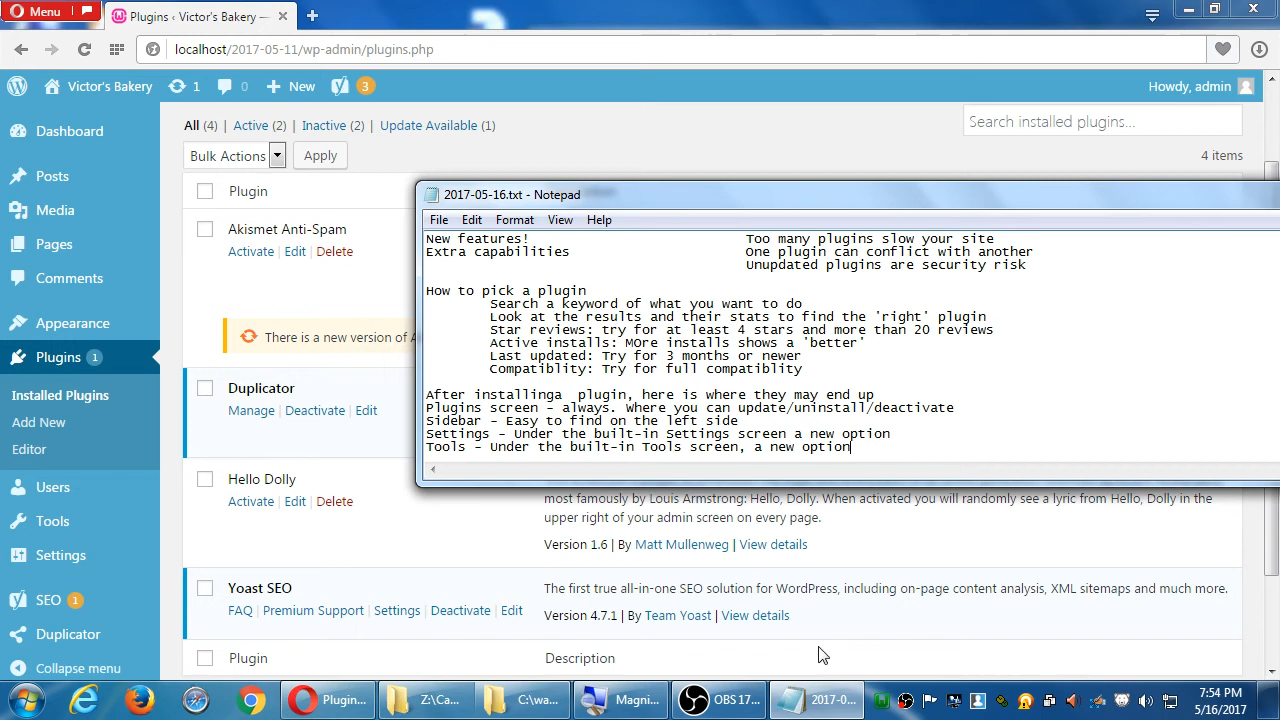 Menu
Plugins ‹ Victor's Bakery —
localhost/2017-05-11/wp-admin/plugins.php
Victor's Bakery 1 0 New 3 Howdy, admin
Dashboard
Posts
Media
Pages
Comments
Appearance
Plugins 1
Installed Plugins
Add New
Editor
Users
Tools
Settings
SEO 1
Duplicator
Collapse menu
All (4) | Active (2) | Inactive (2) | Update Available (1)
Search installed plugins...
Bulk Actions Apply 4 items
Plugin
Akismet Anti-Spam
Activate | Edit | Delete
There is a new version of
Duplicator
Manage | Deactivate | Edit
Hello Dolly
Activate | Edit | Delete
most famously by Louis Armstrong: Hello, Dolly. When activated you will randomly see a lyric from Hello, Dolly in the
upper right of your admin screen on every page.
Version 1.6 | By Matt Mullenweg | View details
Yoast SEO The first true all-in-one SEO solution for WordPress, including on-page content analysis, XML sitemaps and much more.
FAQ | Premium Support | Settings | Deactivate | Edit Version 4.7.1 | By Team Yoast | View details
Plugin Description
2017-05-16.txt - Notepad
File Edit Format View Help
New features! Too many plugins slow your site
Extra capabilities One plugin can conflict with another
Unupdated plugins are security risk
How to pick a plugin
Search a keyword of what you want to do
Look at the results and their stats to find the 'right' plugin
Star reviews: try for at least 4 stars and more than 20 reviews
Active installs: MOre installs shows a 'better'
Last updated: Try for 3 months or newer
Compatiblity: Try for full compatiblity
After installinga plugin, here is where they may end up
Plugins screen - always. Where you can update/uninstall/deactivate
Sidebar - Easy to find on the left side
Settings - Under the built-in Settings screen a new option
Tools - Under the built-in Tools screen, a new option
Plugin... Z:\Ca... C:\wa... Magni... OBS 17... 2017-0...
7:54 PM
5/16/2017